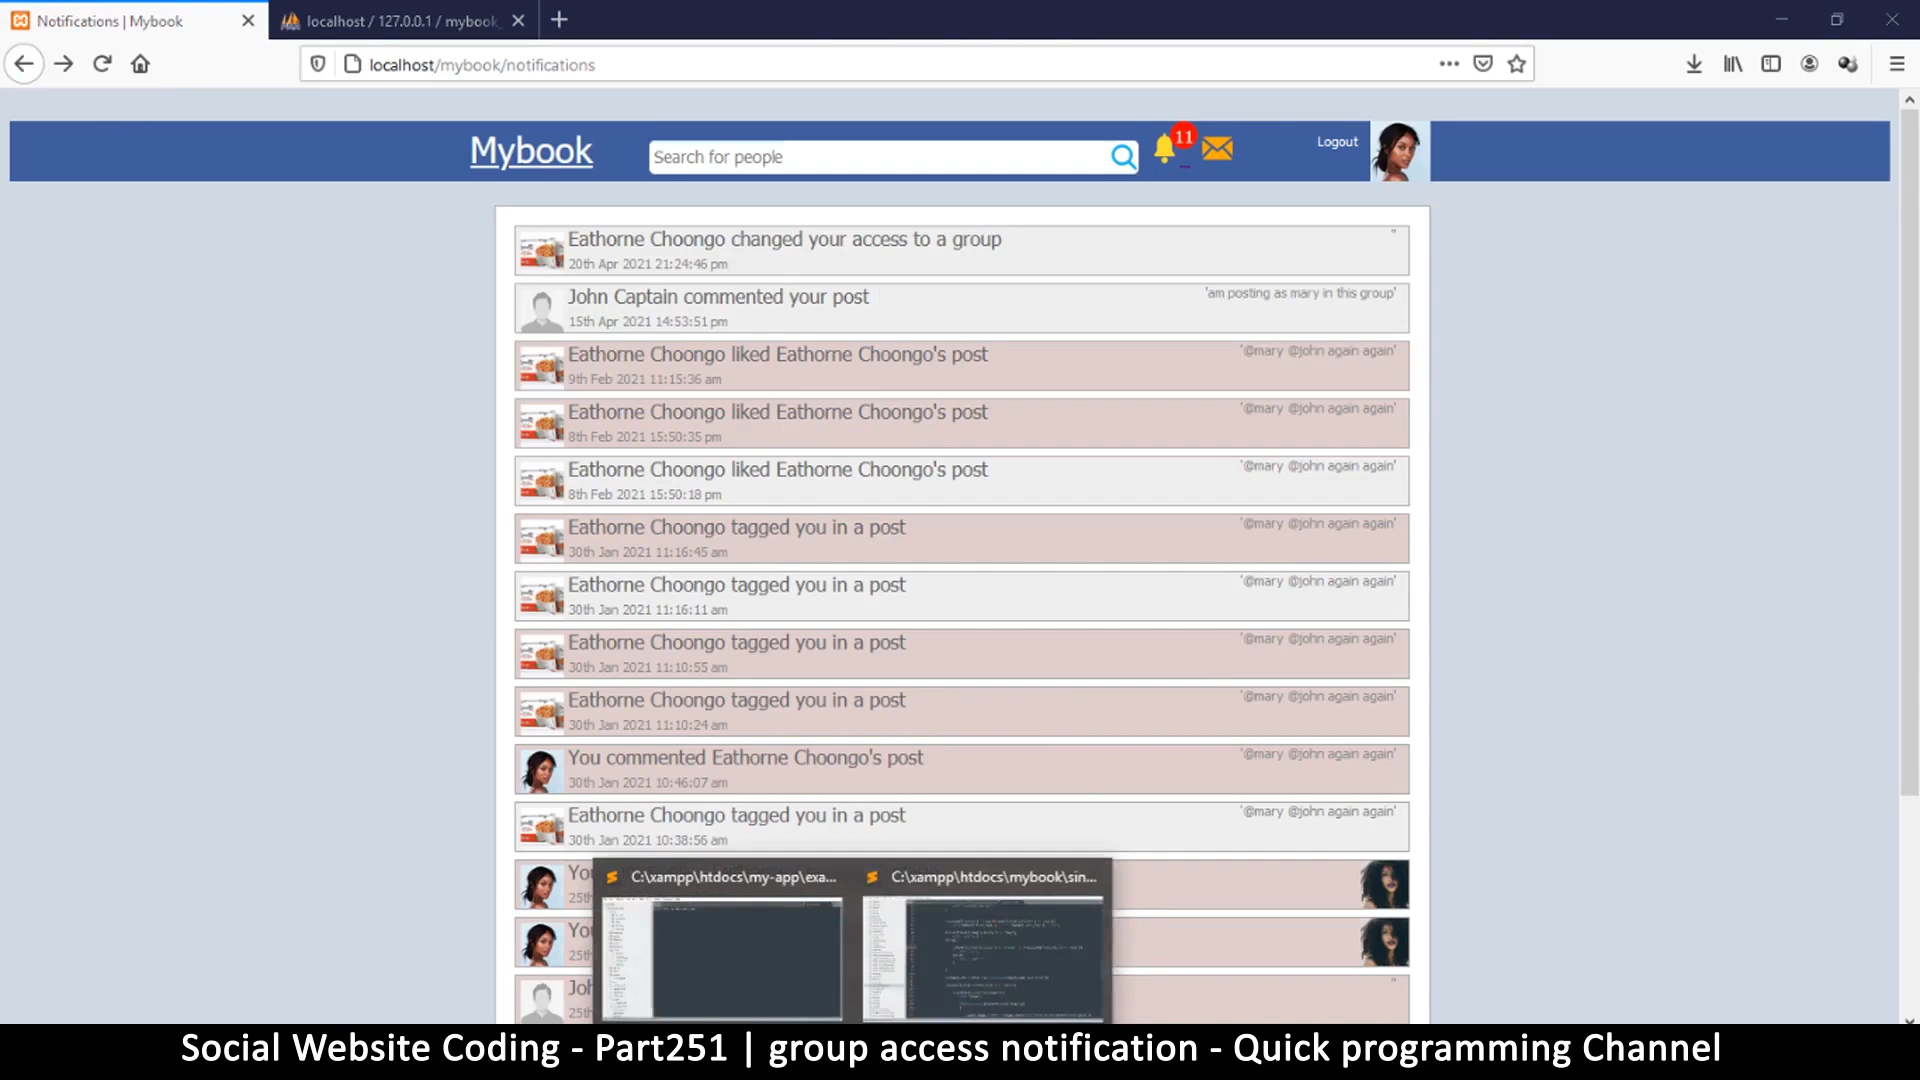 Notifications | Mybook
localhost / 127.0.0.1 / mybook
localhost/mybook/notifications
Mybook
Search for people
11
Logout
Eathorne Choongo changed your access to a group
''
20th Apr 2021 21:24:46 pm
John Captain commented your post
'am posting as mary in this group'
15th Apr 2021 14:53:51 pm
Eathorne Choongo liked Eathorne Choongo's post
'@mary @john again again'
9th Feb 2021 11:15:36 am
Eathorne Choongo liked Eathorne Choongo's post
'@mary @john again again'
8th Feb 2021 15:50:35 pm
Eathorne Choongo liked Eathorne Choongo's post
'@mary @john again again'
8th Feb 2021 15:50:18 pm
Eathorne Choongo tagged you in a post
'@mary @john again again'
30th Jan 2021 11:16:45 am
Eathorne Choongo tagged you in a post
'@mary @john again again'
30th Jan 2021 11:16:11 am
Eathorne Choongo tagged you in a post
'@mary @john again again'
30th Jan 2021 11:10:55 am
Eathorne Choongo tagged you in a post
'@mary @john again again'
30th Jan 2021 11:10:24 am
You commented Eathorne Choongo's post
'@mary @john again again'
30th Jan 2021 10:46:07 am
Eathorne Choongo tagged you in a post
'@mary @john again again'
30th Jan 2021 10:38:56 am
You
25th
C:\xampp\htdocs\my-app\exa...
C:\xampp\htdocs\mybook\sin...
You
25th
Joh
''
25th
Social Website Coding - Part251 | group access notification - Quick programming Channel